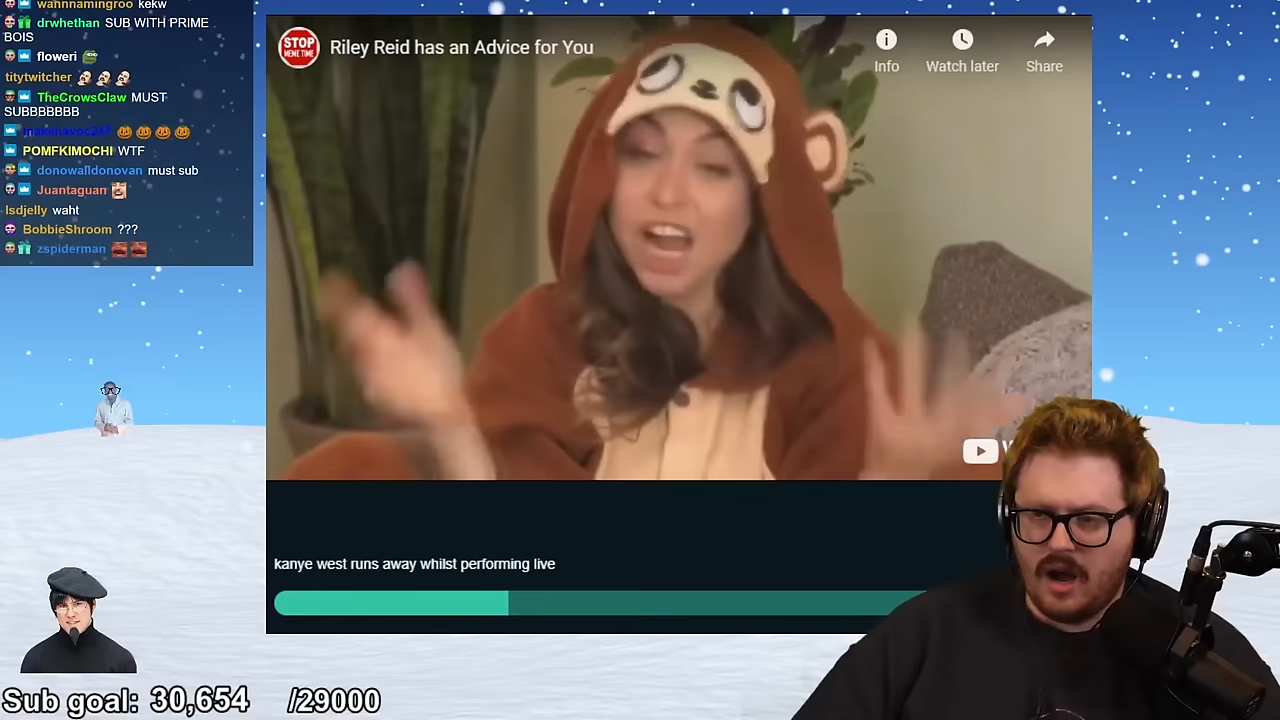 wahnnamingroo kekw
drwhethan SUB WITH PRIME
BOIS
floweri
titytwitcher
TheCrowsClaw MUST
SUBBBBBBB
makehavoc247
POMFKIMOCHI WTF
donowalldonovan must sub
Juantaguan
lsdjelly waht
BobbieShroom ???
zspiderman
STOP
MEME TIME
Riley Reid has an Advice for You
Info
Watch later
Share
kanye west runs away whilst performing live
Sub goal: 30,654 /29000